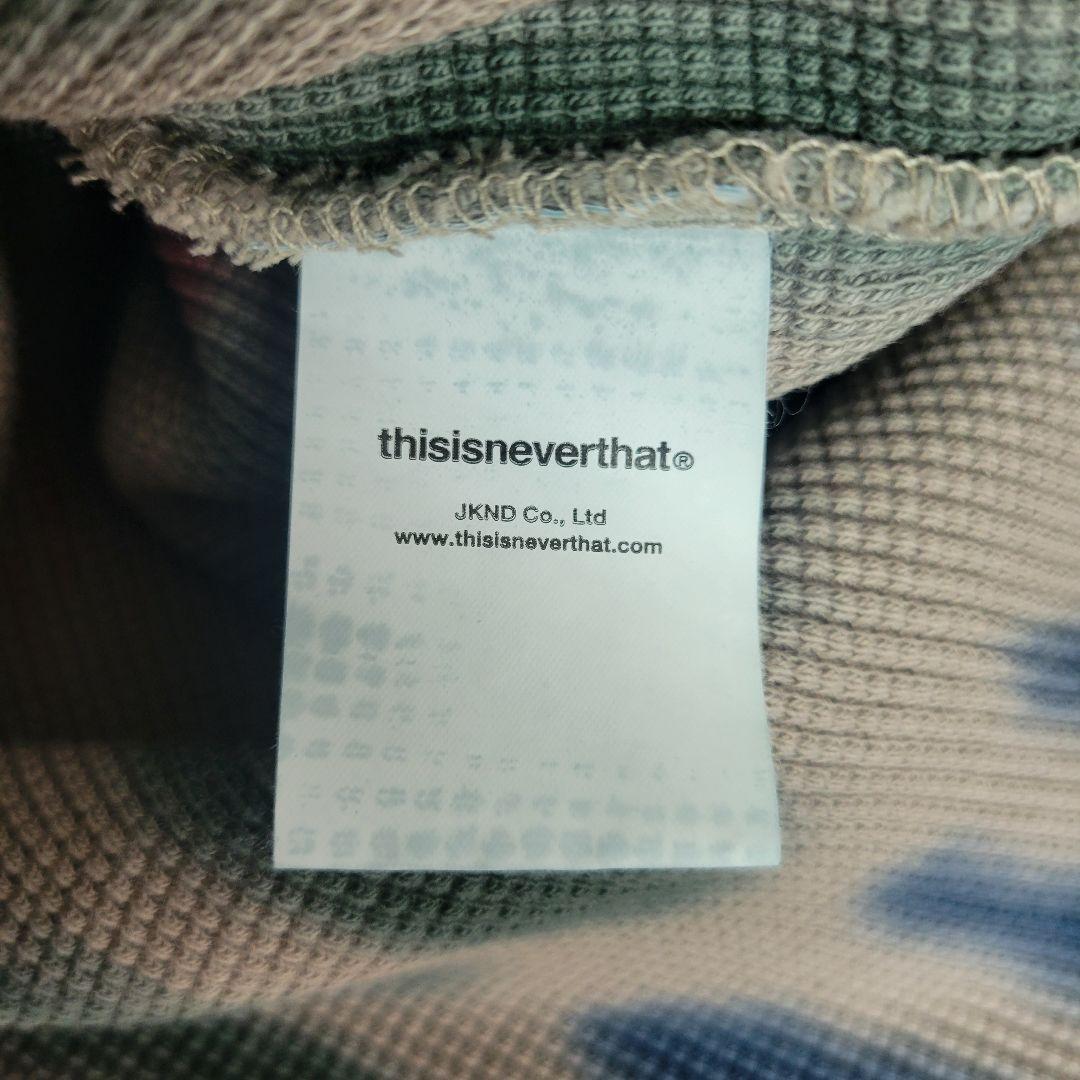 thisisneverthat®
JKND Co., Ltd
www.thisisneverthat.com